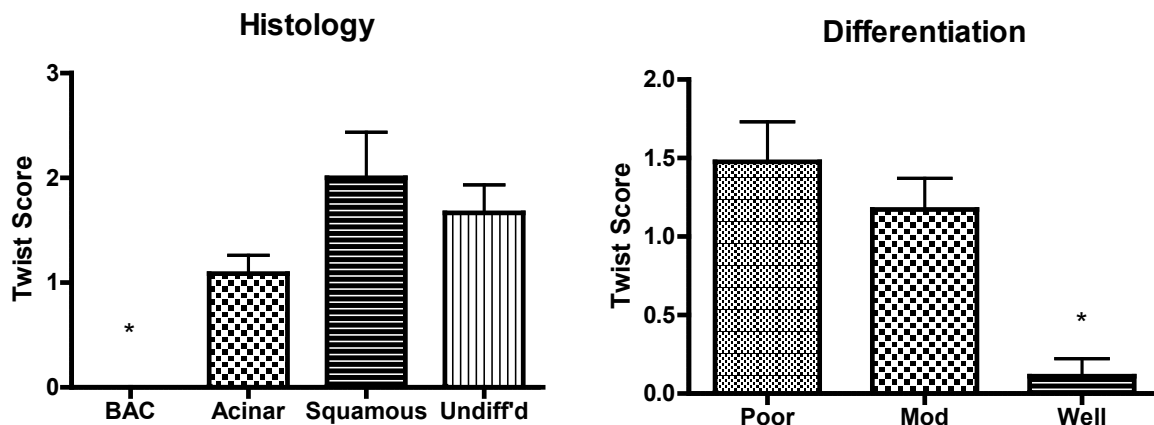 Histology
Twist Score
3
2
1
0
*
BAC Acinar Squamous Undiff'd
Differentiation
Twist Score
2.0
1.5
1.0
0.5
0.0
*
Poor Mod Well